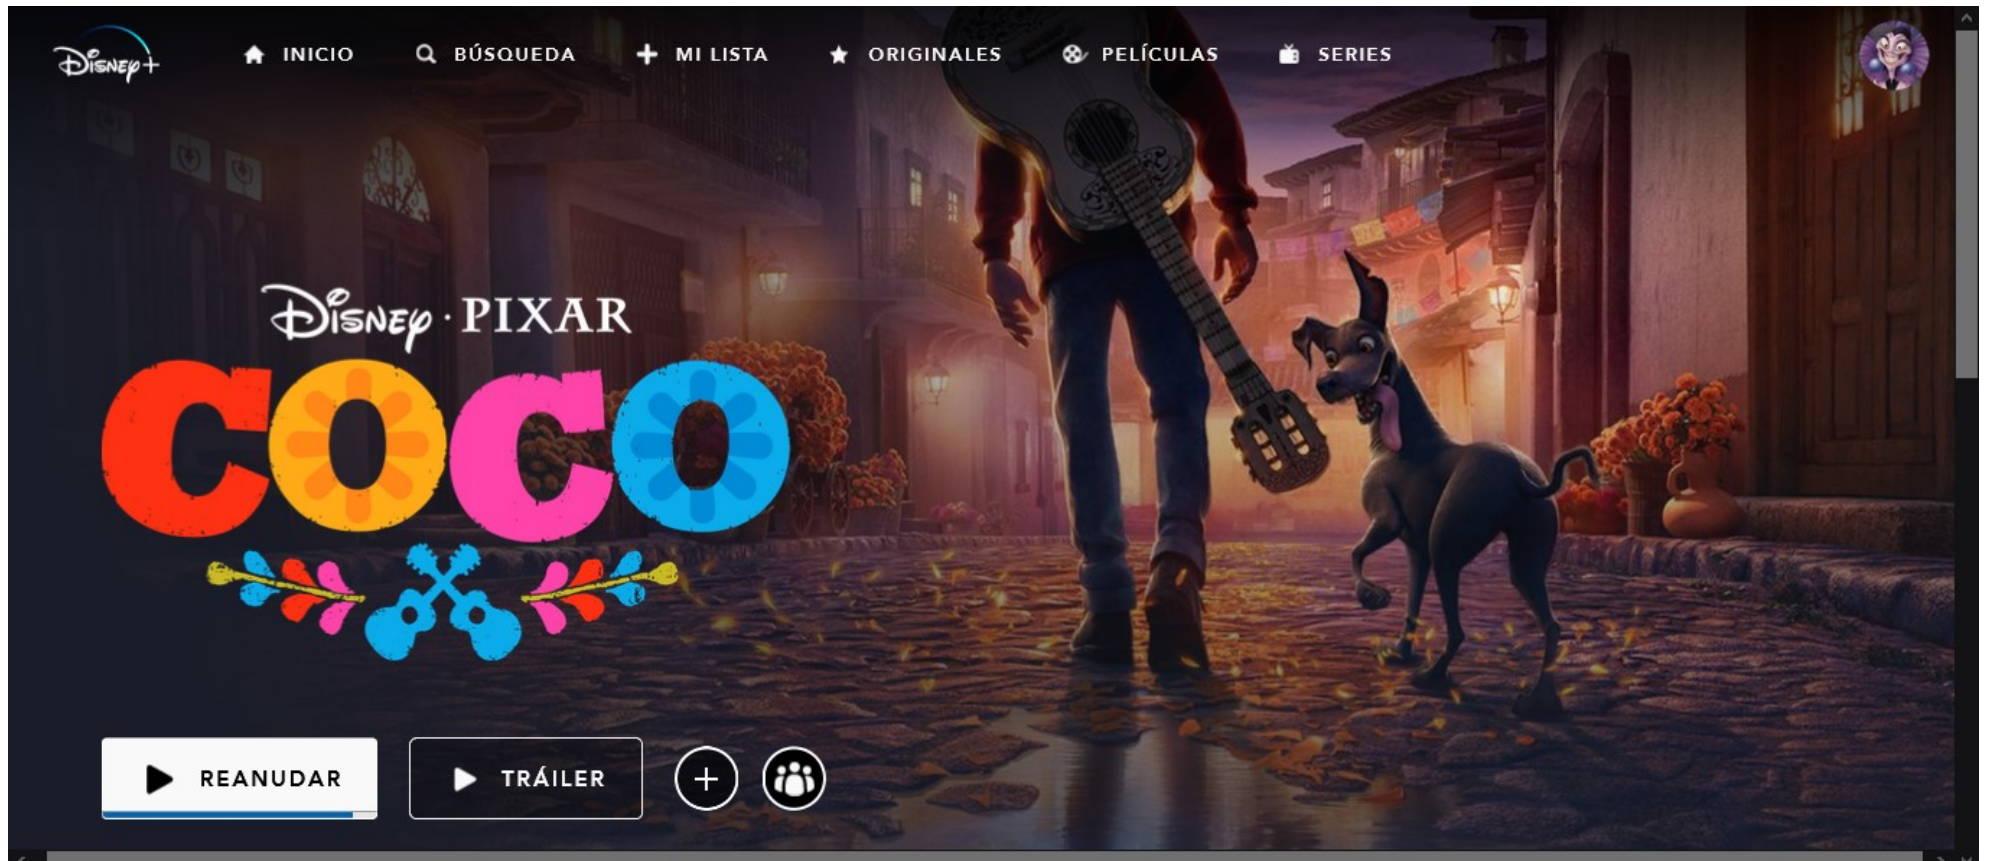 Disney+
INICIO
BÚSQUEDA
MI LISTA
ORIGINALES
PELÍCULAS
SERIES
Disney · PIXAR
COCO
REANUDAR
TRÁILER